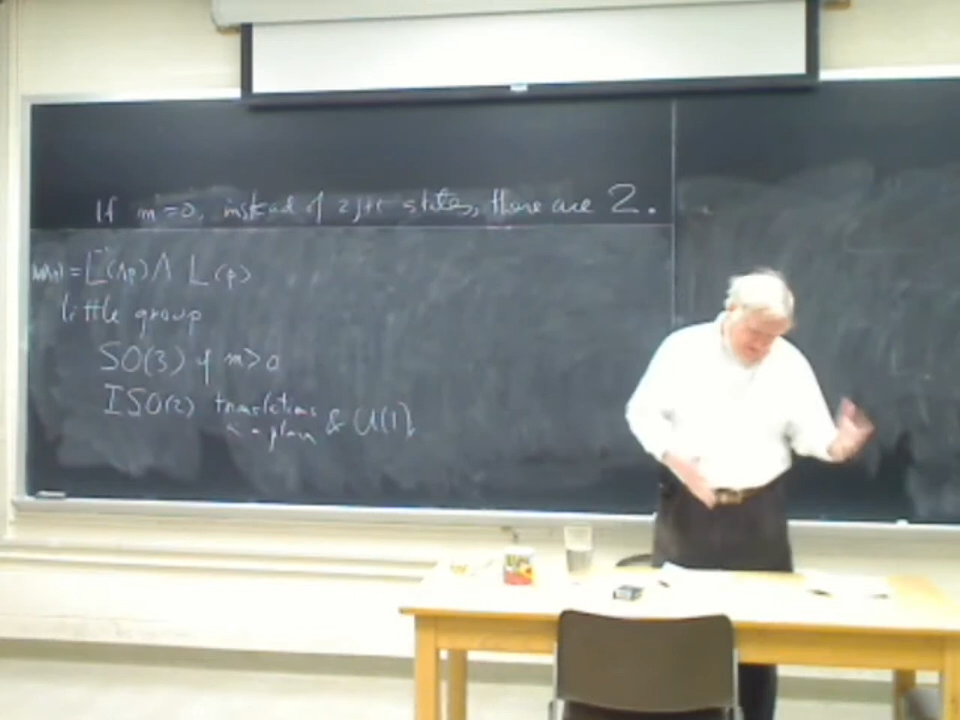 If m=0, instead of 2j+1 states, there are 2.
= L⁻¹(Λp) Λ L(p)
little group
SO(3) if m>0
ISO(2) translations in a plane & U(1)